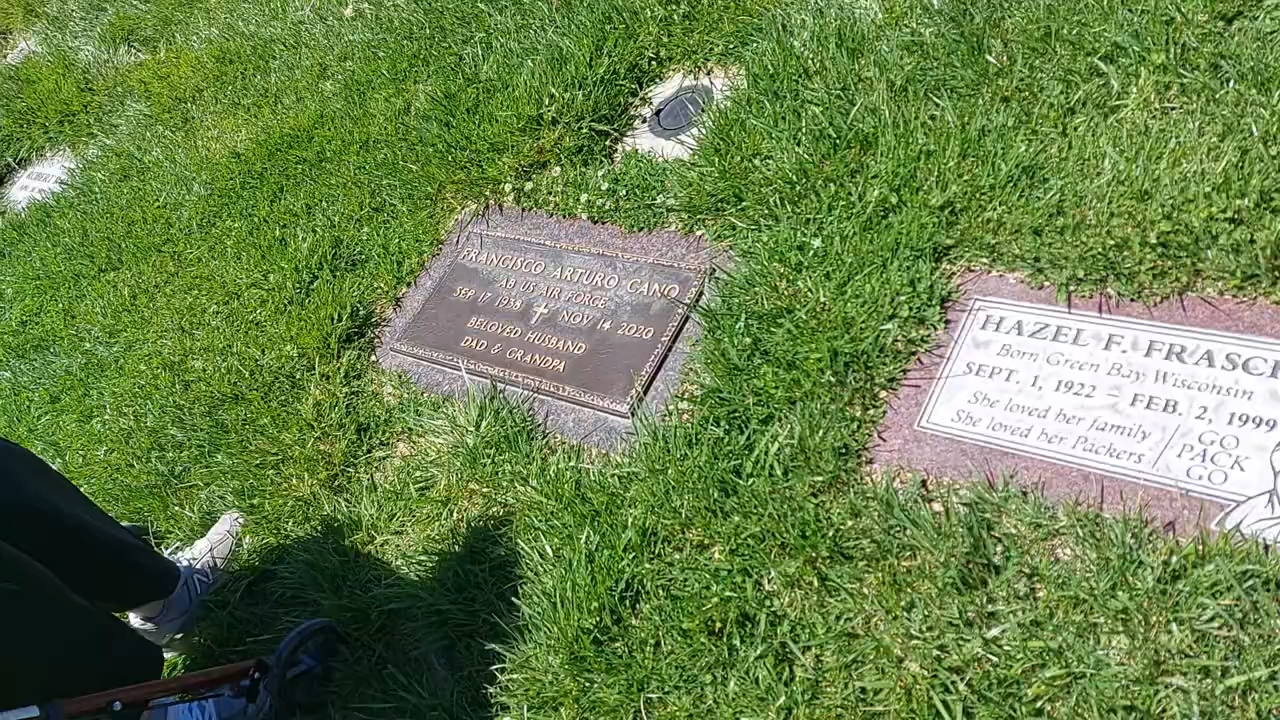 ROBERT
FRANCISCO ARTURO CANO
AB US AIR FORCE
SEP 17 1938 NOV 14 2020
BELOVED HUSBAND
DAD & GRANDPA
HAZEL F. FRASCH
Born Green Bay Wisconsin
SEPT. 1, 1922 – FEB. 2, 1999
She loved her family
She loved her Packers
GO
PACK
GO